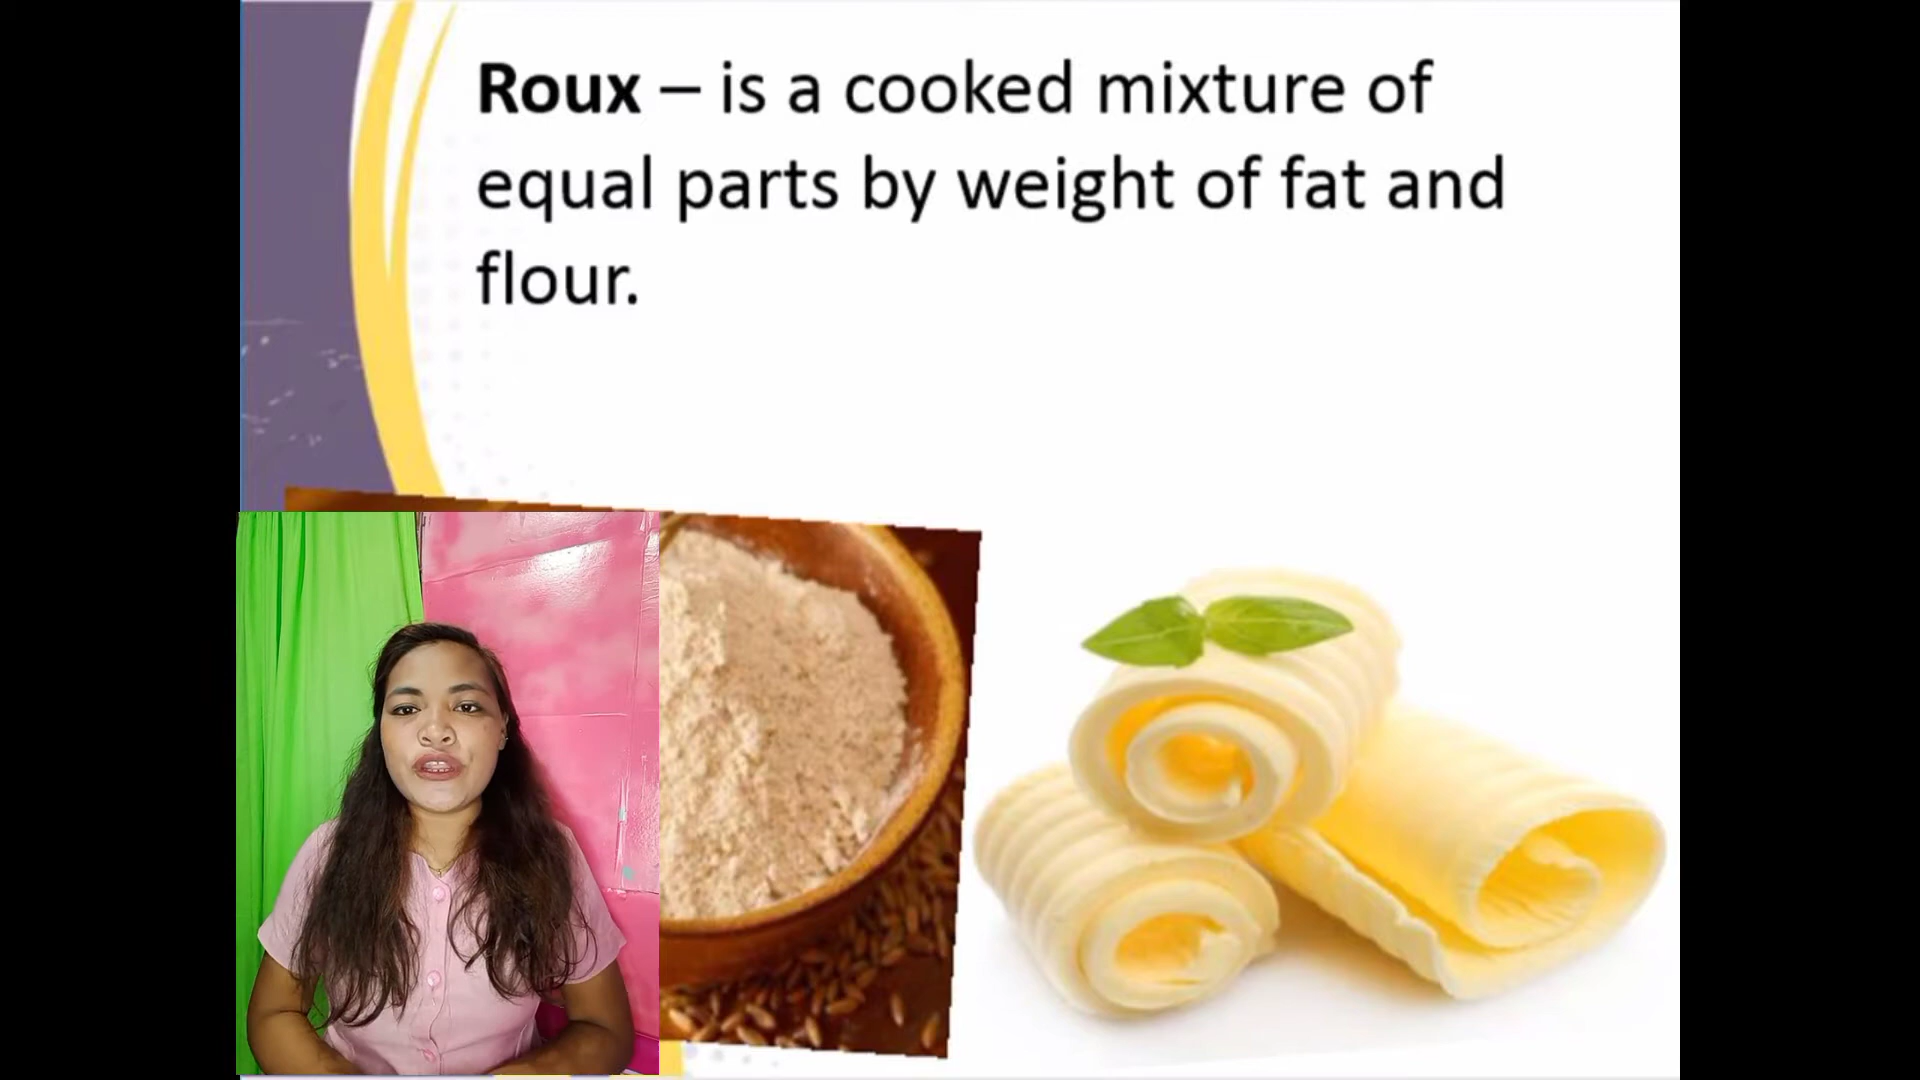 Roux – is a cooked mixture of
equal parts by weight of fat and
flour.